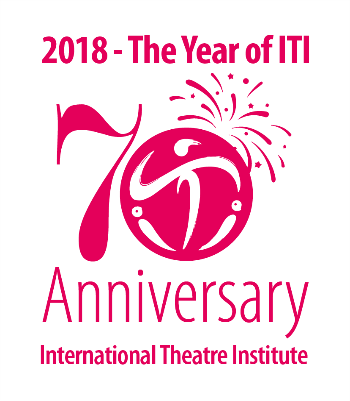 2018 - The Year of ITI
70
Anniversary
International Theatre Institute